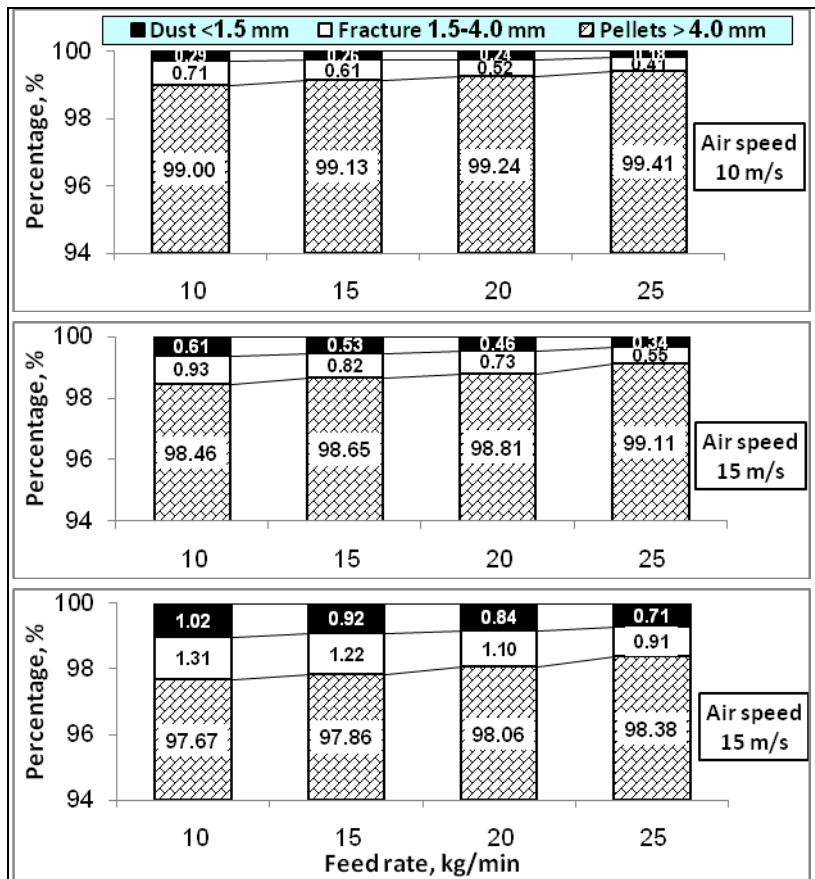 Dust <1.5 mm Fracture 1.5-4.0 mm Pellets > 4.0 mm
Percentage, %
100
98
96
94
0.29 0.26 0.24 0.18
0.71 0.61 0.52 0.41
99.00 99.13 99.24 99.41
Air speed
10 m/s
10 15 20 25
Percentage, %
100
98
96
94
0.61 0.53 0.46 0.34
0.93 0.82 0.73 0.55
98.46 98.65 98.81 99.11
Air speed
15 m/s
10 15 20 25
Percentage, %
100
98
96
94
1.02 0.92 0.84 0.71
1.31 1.22 1.10 0.91
97.67 97.86 98.06 98.38
Air speed
15 m/s
10 15 20 25
Feed rate, kg/min